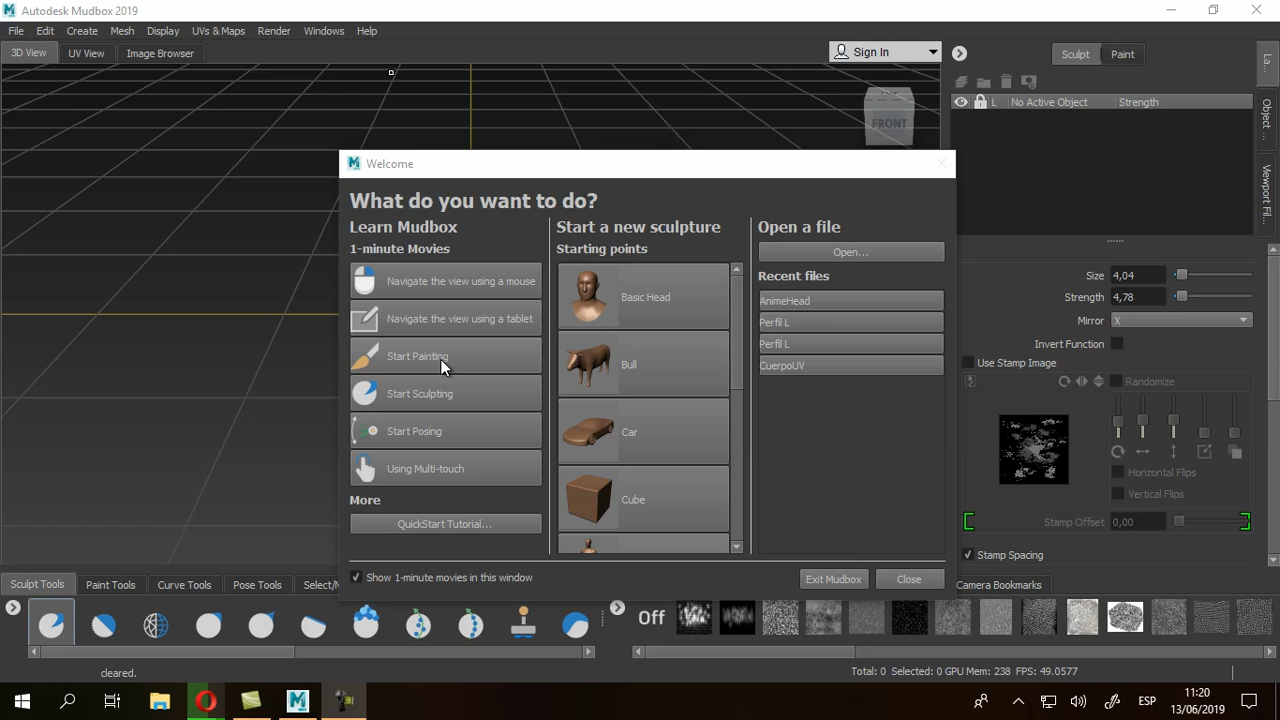 Autodesk Mudbox 2019
File Edit Create Mesh Display UVs & Maps Render Windows Help
3D View UV View Image Browser
Sign In
Sculpt Paint
La...
L No Active Object Strength
FRONT
Object ...
Viewport Fil...
Welcome
What do you want to do?
Learn Mudbox
1-minute Movies
Navigate the view using a mouse
Navigate the view using a tablet
Start Painting
Start Sculpting
Start Posing
Using Multi-touch
More
QuickStart Tutorial...
Start a new sculpture
Starting points
Basic Head
Bull
Car
Cube
Open a file
Open...
Recent files
AnimeHead
Perfil L
Perfil L
CuerpoUV
Show 1-minute movies in this window
Exit Mudbox Close
Size 4,04
Strength 4,78
Mirror X
Invert Function
Use Stamp Image
Randomize
Horizontal Flips
Vertical Flips
Stamp Offset 0,00
Stamp Spacing
Sculpt Tools Paint Tools Curve Tools Pose Tools Select/M
Camera Bookmarks
Off
cleared.
Total: 0 Selected: 0 GPU Mem: 238 FPS: 49.0577
ESP
11:20
13/06/2019